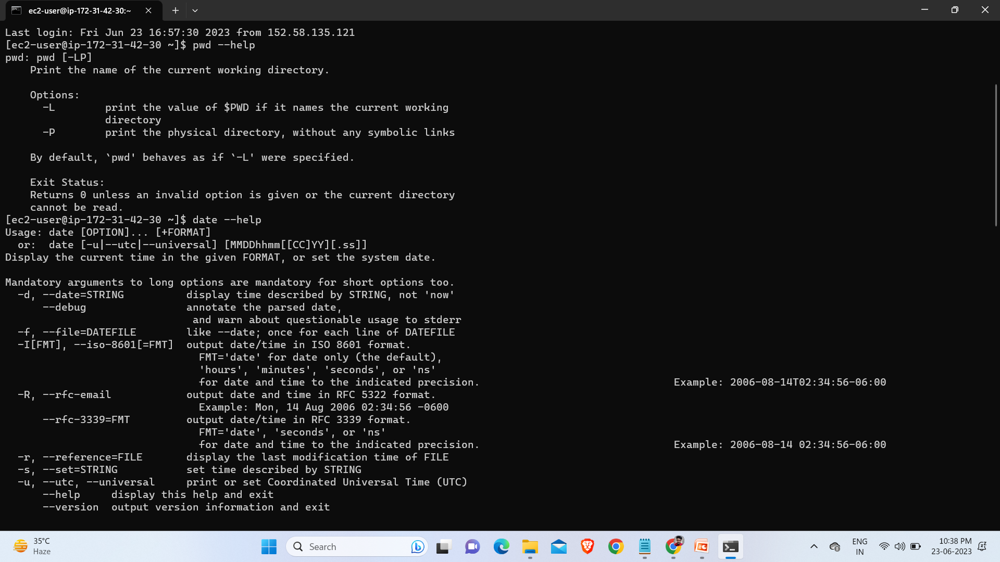 ec2-user@ip-172-31-42-30:~
Last login: Fri Jun 23 16:57:30 2023 from 152.58.135.121
[ec2-user@ip-172-31-42-30 ~]$ pwd --help
pwd: pwd [-LP]
    Print the name of the current working directory.

    Options:
      -L        print the value of $PWD if it names the current working
                directory
      -P        print the physical directory, without any symbolic links

    By default, `pwd' behaves as if `-L' were specified.

    Exit Status:
    Returns 0 unless an invalid option is given or the current directory
    cannot be read.
[ec2-user@ip-172-31-42-30 ~]$ date --help
Usage: date [OPTION]... [+FORMAT]
  or:  date [-u|--utc|--universal] [MMDDhhmm[[CC]YY][.ss]]
Display the current time in the given FORMAT, or set the system date.

Mandatory arguments to long options are mandatory for short options too.
  -d, --date=STRING          display time described by STRING, not 'now'
      --debug                annotate the parsed date,
                              and warn about questionable usage to stderr
  -f, --file=DATEFILE        like --date; once for each line of DATEFILE
  -I[FMT], --iso-8601[=FMT]  output date/time in ISO 8601 format.
                               FMT='date' for date only (the default),
                               'hours', 'minutes', 'seconds', or 'ns'
                               for date and time to the indicated precision.                               Example: 2006-08-14T02:34:56-06:00
  -R, --rfc-email            output date and time in RFC 5322 format.
                               Example: Mon, 14 Aug 2006 02:34:56 -0600
      --rfc-3339=FMT         output date/time in RFC 3339 format.
                               FMT='date', 'seconds', or 'ns'
                               for date and time to the indicated precision.                               Example: 2006-08-14 02:34:56-06:00
  -r, --reference=FILE       display the last modification time of FILE
  -s, --set=STRING           set time described by STRING
  -u, --utc, --universal     print or set Coordinated Universal Time (UTC)
      --help     display this help and exit
      --version  output version information and exit
35°C
Haze
Search
ENG
IN
10:38 PM
23-06-2023